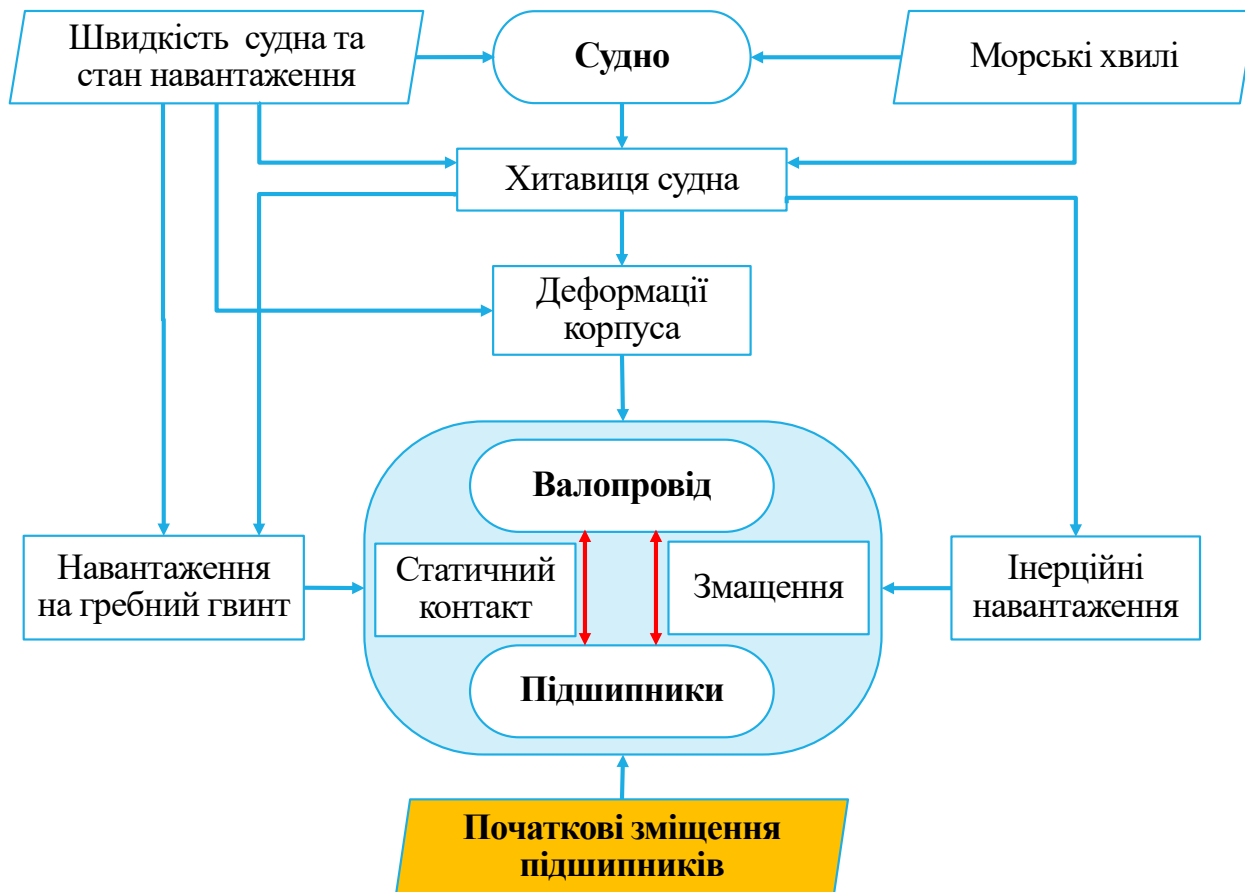 Швидкість судна та
стан навантаження
Судно
Морські хвилі
Хитавиця судна
Деформації
корпуса
Валопровід
Навантаження
на гребний гвинт
Статичний
контакт
Змащення
Інерційні
навантаження
Підшипники
Початкові зміщення
підшипників